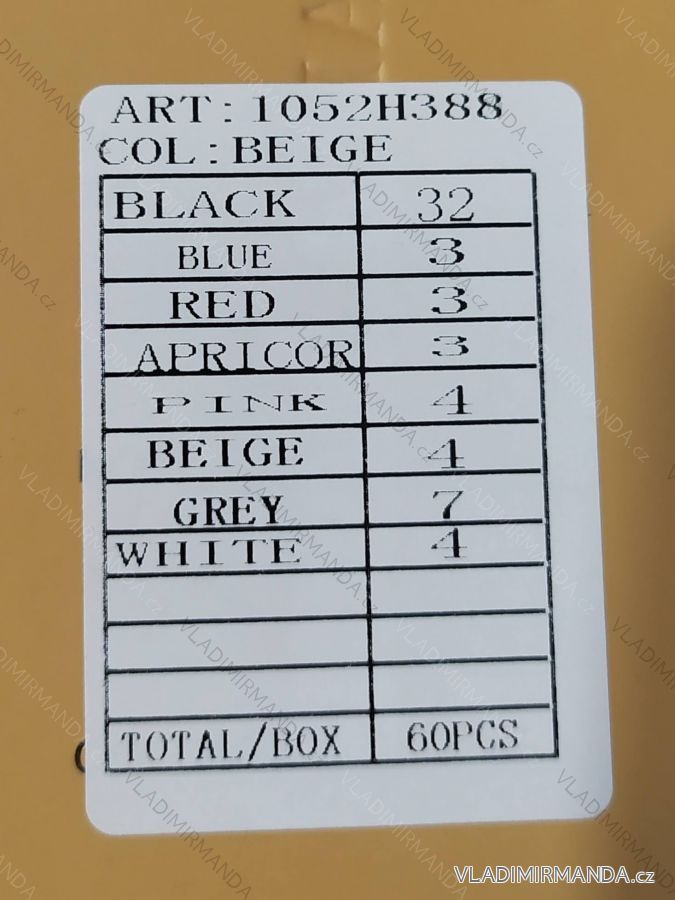 ART:1052H388
COL:BEIGE
BLACK 32
BLUE 3
RED 3
APRICOR 3
PINK 4
BEIGE 4
GREY 7
WHITE 4
TOTAL/BOX 60PCS
VLADIMIRMANDA.cz